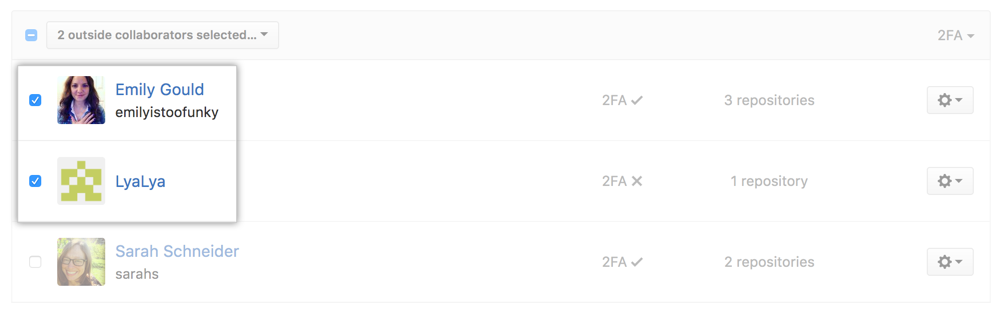 2 outside collaborators selected...
2FA
Emily Gould
emilyistoofunky
2FA
3 repositories
LyaLya
2FA
1 repository
Sarah Schneider
sarahs
2FA
2 repositories